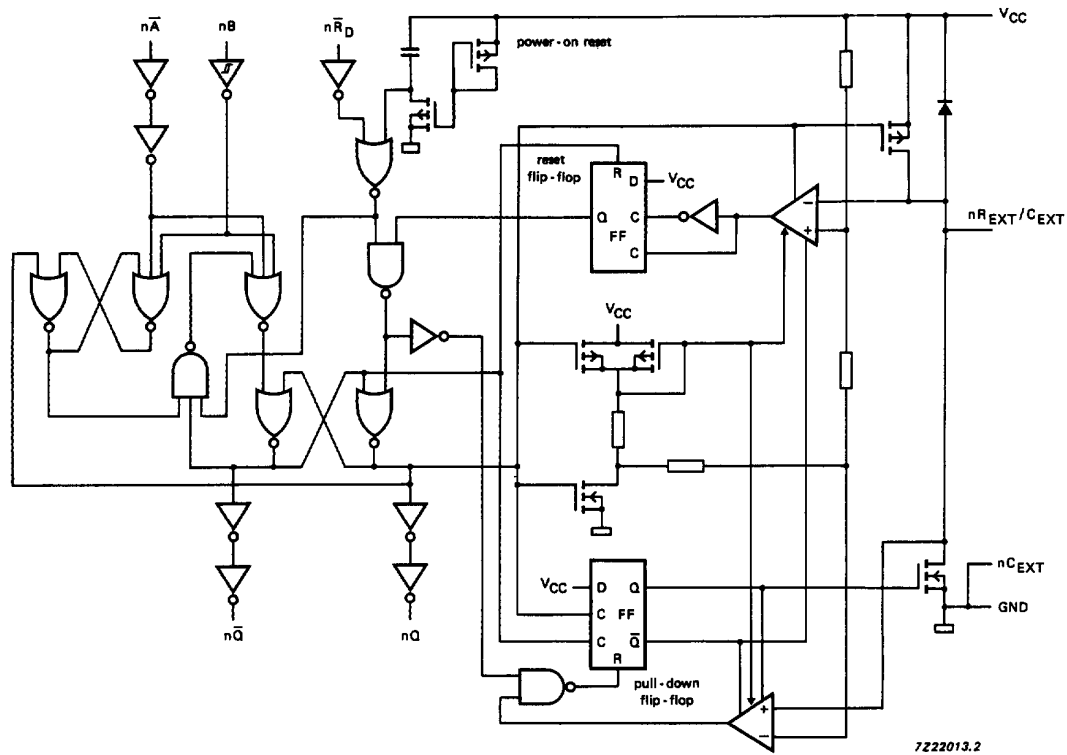 nA̅ nB nR̅D VCC
power - on reset
reset
flip - flop
R
D VCC
Q C
FF
C
nREXT/CEXT
VCC
VCC D Q
C FF
C Q̅
R
nCEXT
GND
nQ̅ nQ
pull - down
flip - flop
7Z22013.2